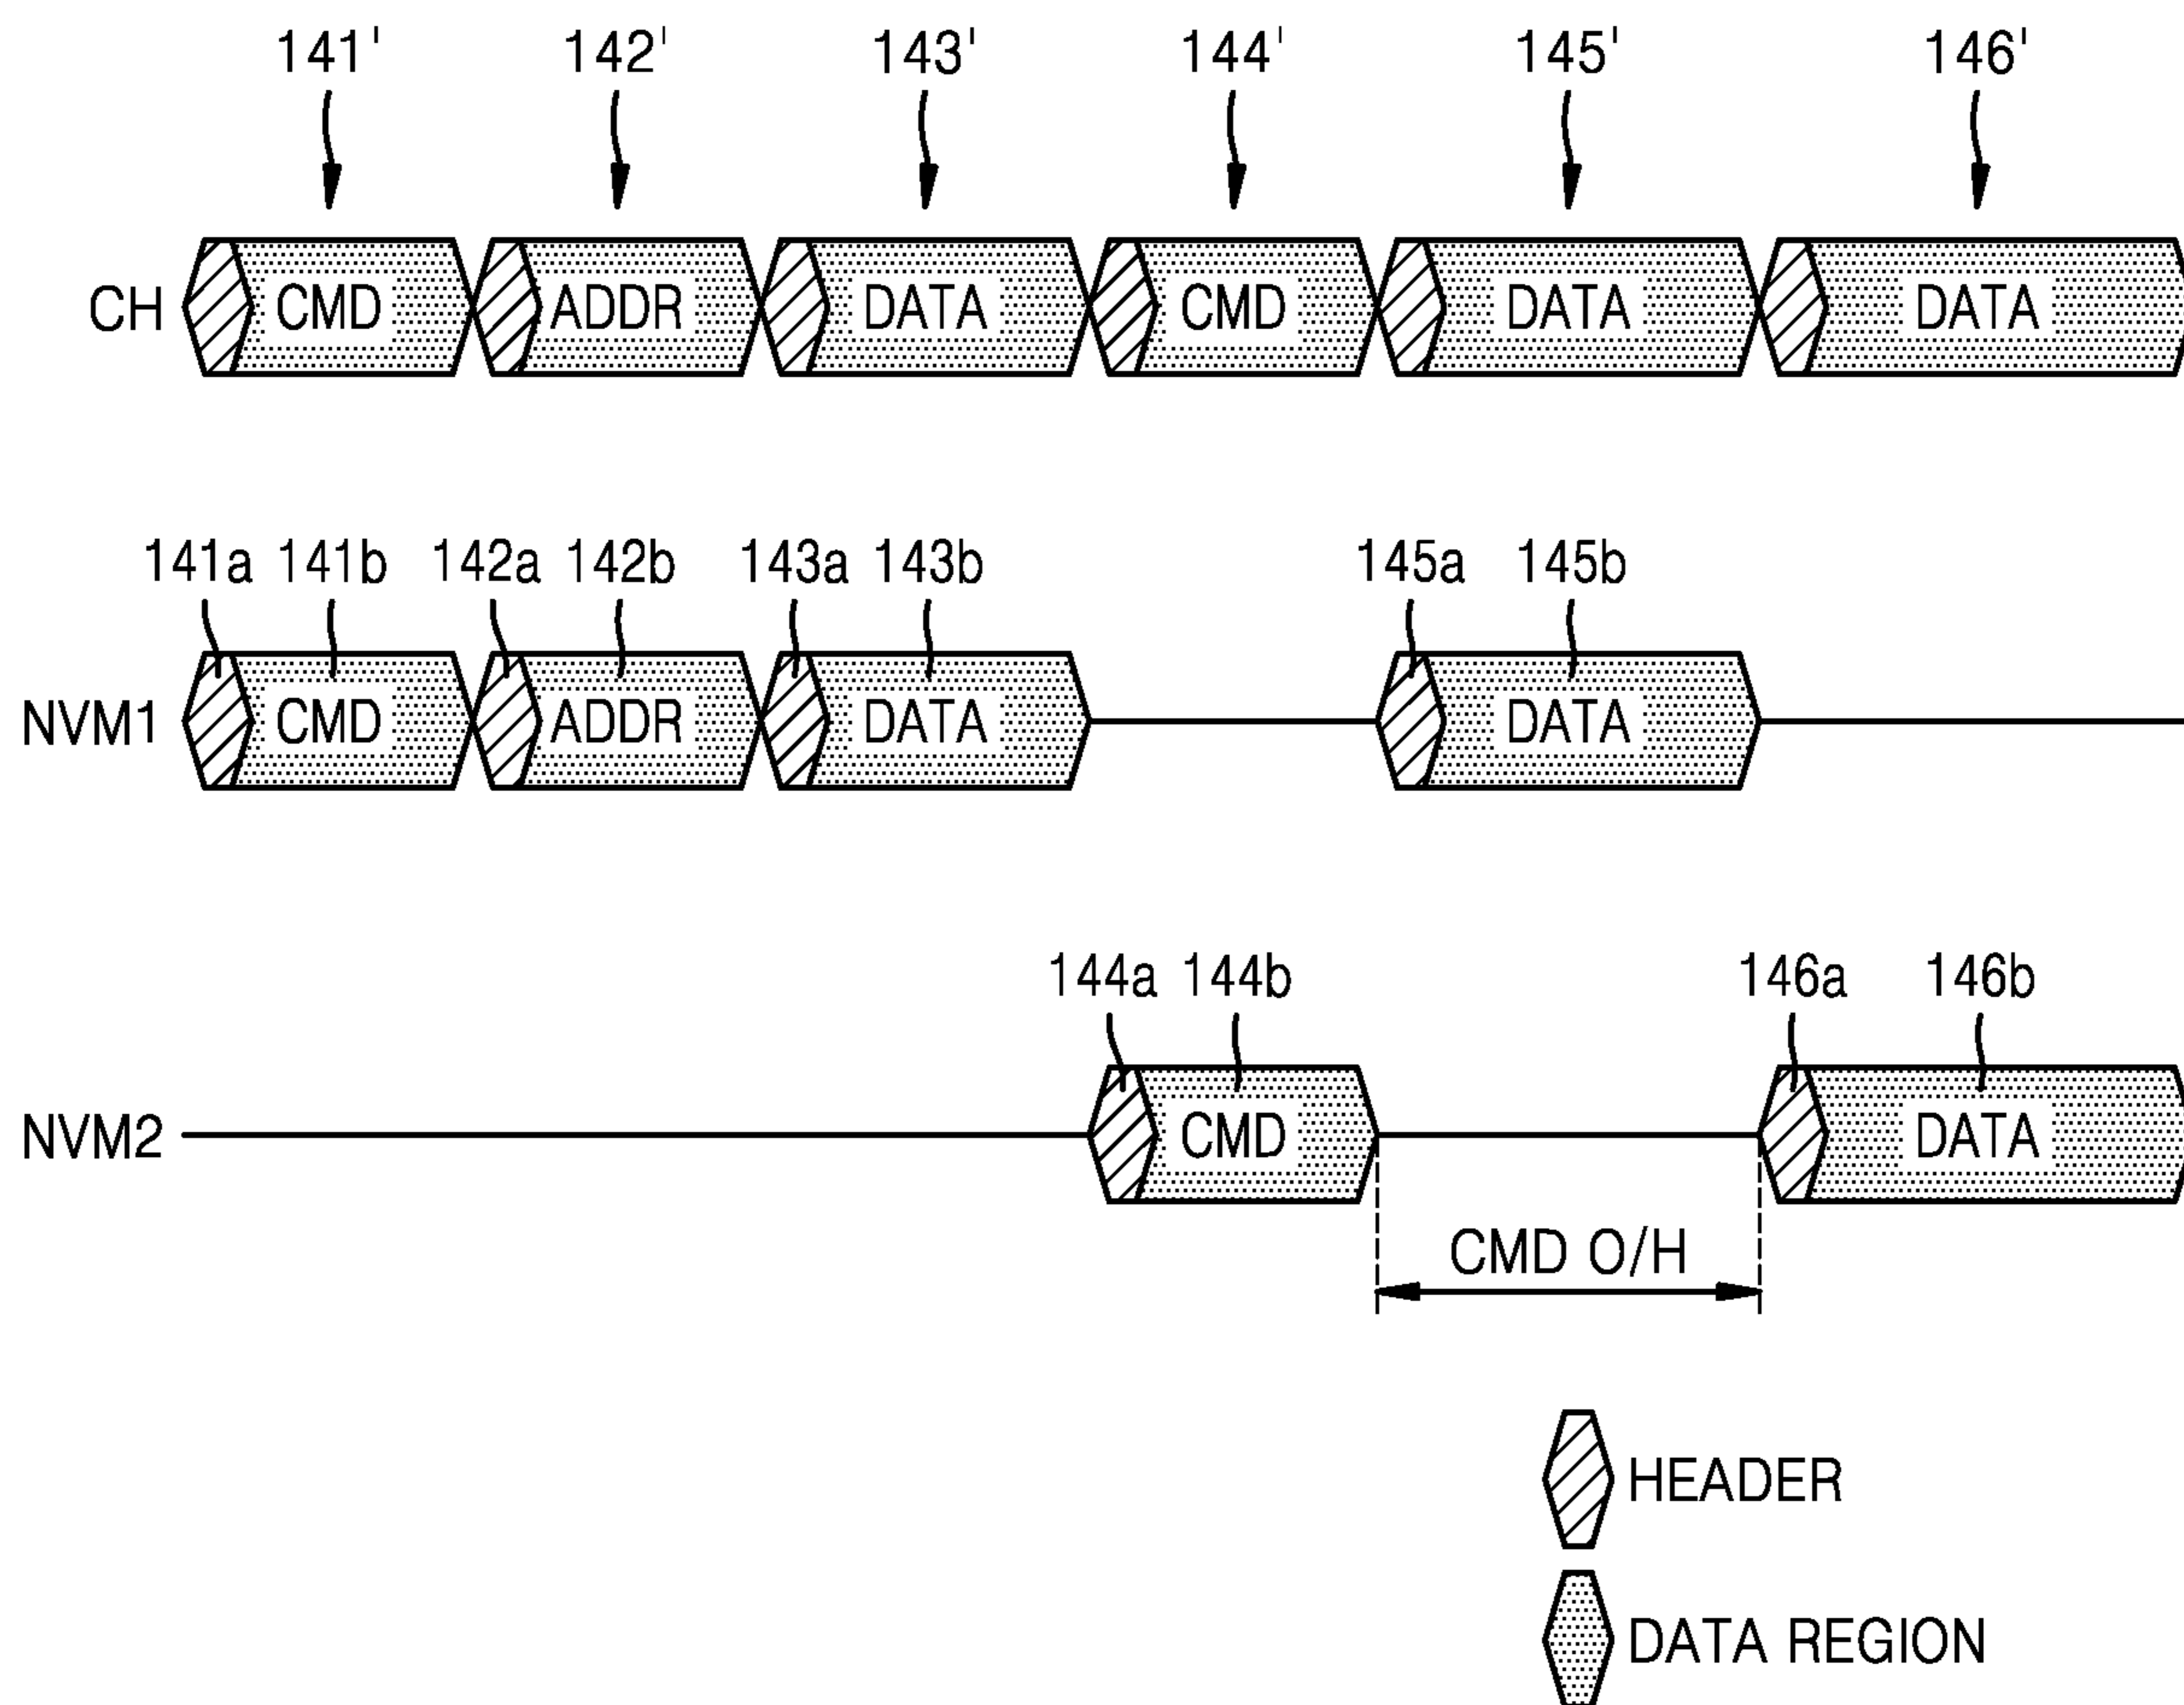 141' 142' 143' 144' 145' 146'
CH CMD ADDR DATA CMD DATA DATA
141a 141b 142a 142b 143a 143b 145a 145b
NVM1 CMD ADDR DATA DATA
144a 144b 146a 146b
NVM2 CMD DATA
CMD O/H
HEADER
DATA REGION